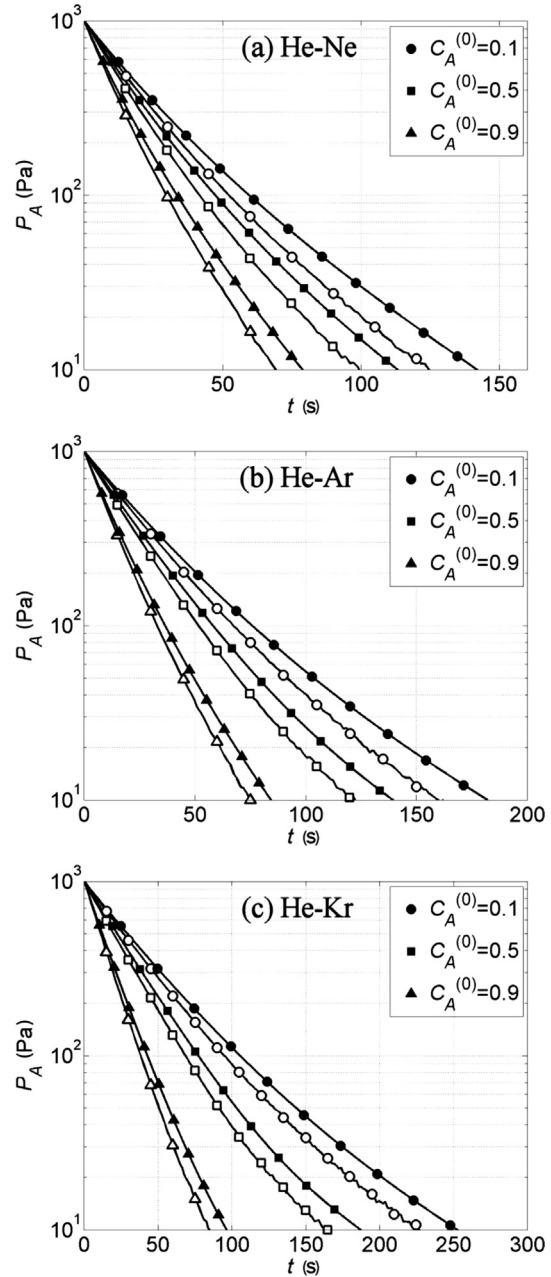 10^3
(a) He-Ne
C_A^(0)=0.1
C_A^(0)=0.5
C_A^(0)=0.9
P_A (Pa)
10^2
10^1
0 50 100 150
t (s)
10^3
(b) He-Ar
C_A^(0)=0.1
C_A^(0)=0.5
C_A^(0)=0.9
P_A (Pa)
10^2
10^1
0 50 100 150 200
t (s)
10^3
(c) He-Kr
C_A^(0)=0.1
C_A^(0)=0.5
C_A^(0)=0.9
P_A (Pa)
10^2
10^1
0 50 100 150 200 250 300
t (s)